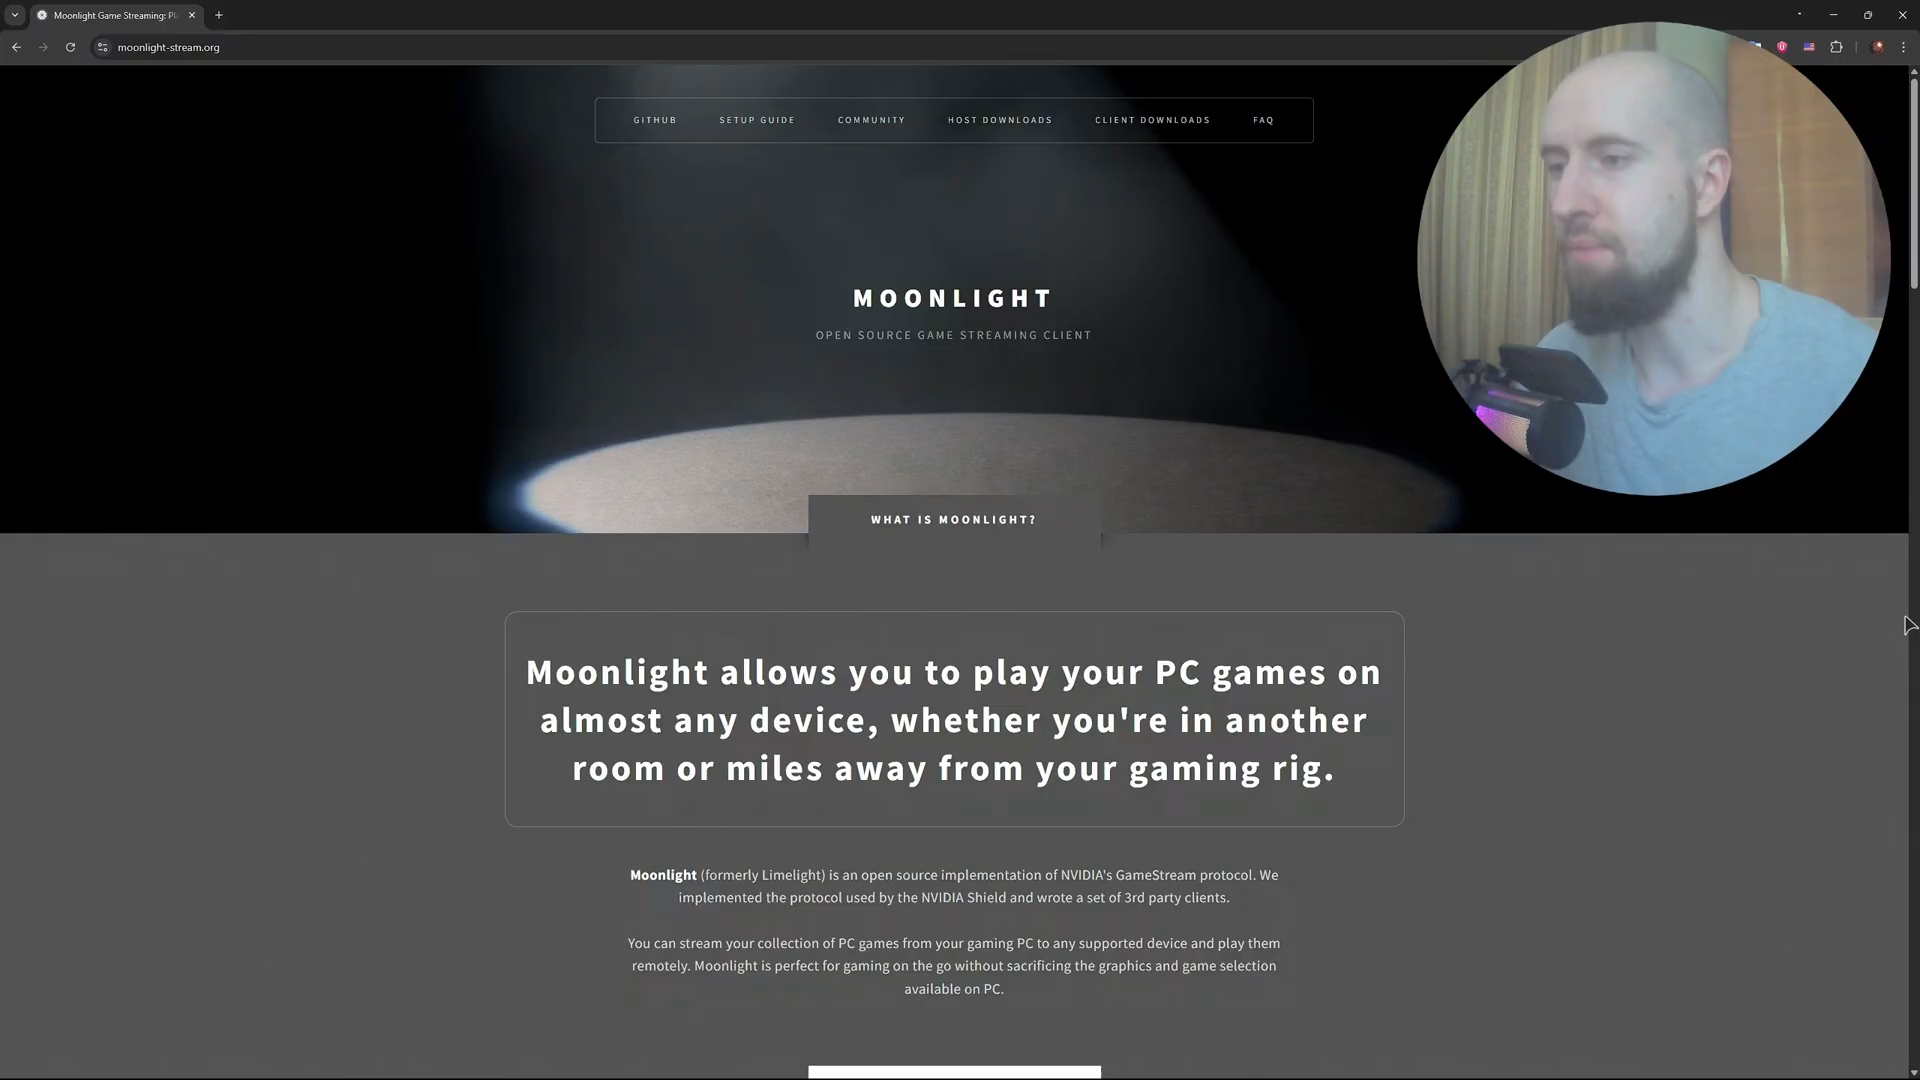 Moonlight Game Streaming: Pl
moonlight-stream.org
GITHUB
SETUP GUIDE
COMMUNITY
HOST DOWNLOADS
CLIENT DOWNLOADS
FAQ
MOONLIGHT
OPEN SOURCE GAME STREAMING CLIENT
WHAT IS MOONLIGHT?
Moonlight allows you to play your PC games on
almost any device, whether you're in another
room or miles away from your gaming rig.
Moonlight (formerly Limelight) is an open source implementation of NVIDIA's GameStream protocol. We
implemented the protocol used by the NVIDIA Shield and wrote a set of 3rd party clients.
You can stream your collection of PC games from your gaming PC to any supported device and play them
remotely. Moonlight is perfect for gaming on the go without sacrificing the graphics and game selection
available on PC.